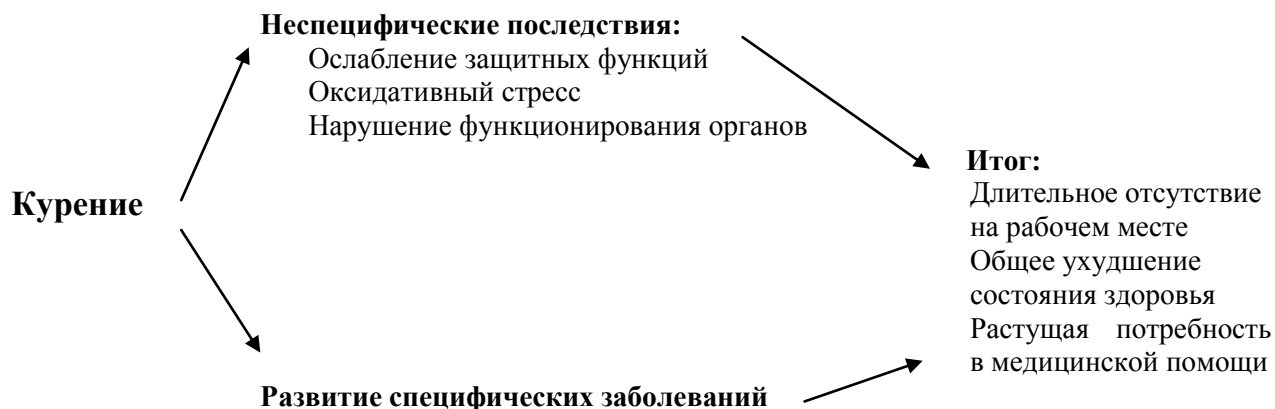 Неспецифические последствия:
Ослабление защитных функций
Оксидативный стресс
Нарушение функционирования органов
Курение
Итог:
Длительное отсутствие
на рабочем месте
Общее ухудшение
состояния здоровья
Растущая потребность
в медицинской помощи
Развитие специфических заболеваний